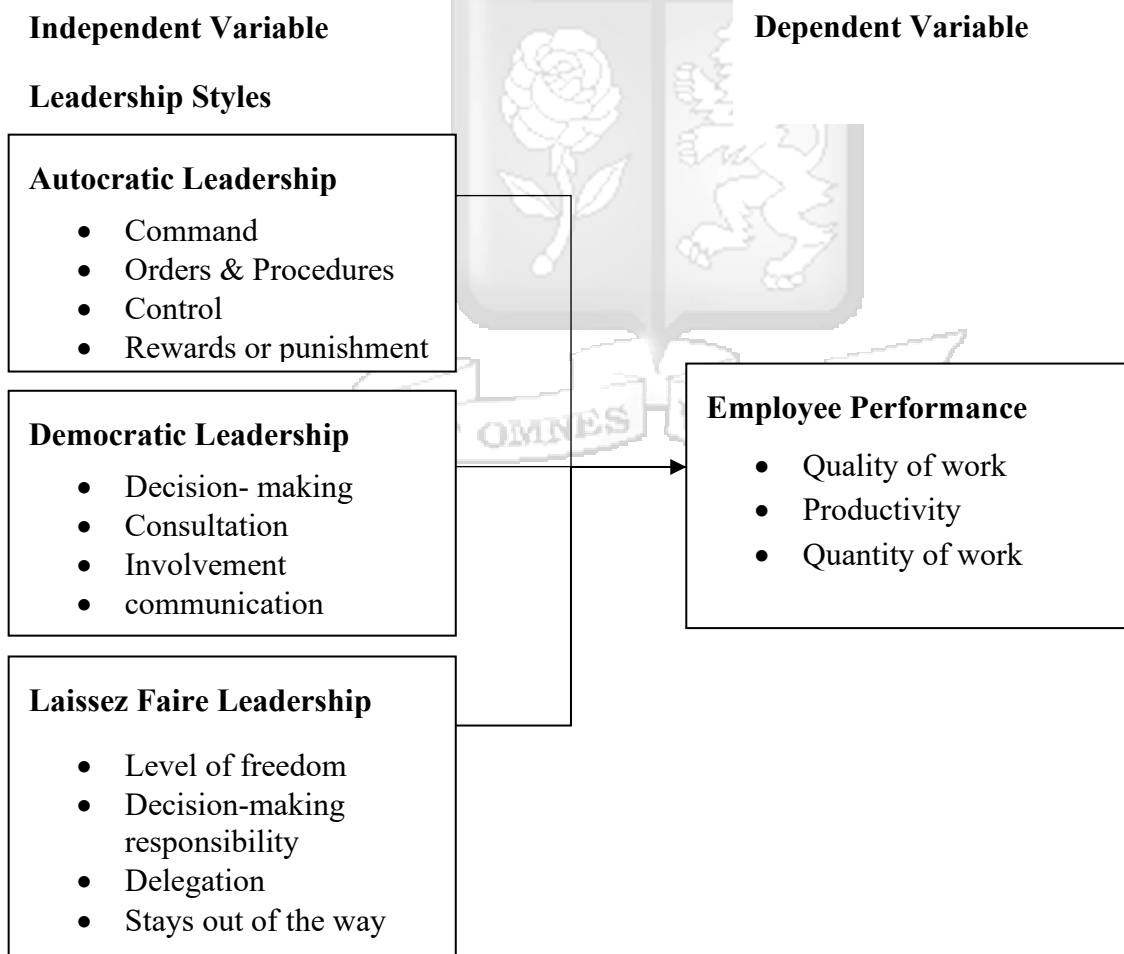 Independent Variable
Dependent Variable
Leadership Styles
Autocratic Leadership
• Command
• Orders & Procedures
• Control
• Rewards or punishment
Democratic Leadership
• Decision- making
• Consultation
• Involvement
• communication
Laissez Faire Leadership
• Level of freedom
• Decision-making
responsibility
• Delegation
• Stays out of the way
Employee Performance
• Quality of work
• Productivity
• Quantity of work
OMNES